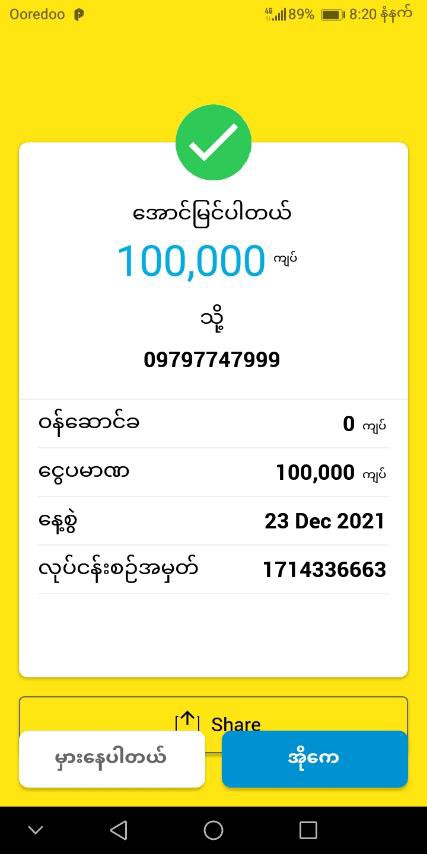 Ooredoo 4G 89% 8:20 နံနက်
အောင်မြင်ပါတယ်
100,000 ကျပ်
သို့
09797747999
ဝန်ဆောင်ခ 0 ကျပ်
ငွေပမာဏ 100,000 ကျပ်
နေ့စွဲ 23 Dec 2021
လုပ်ငန်းစဉ်အမှတ် 1714336663
Share
မှားနေပါတယ် အိုကေ